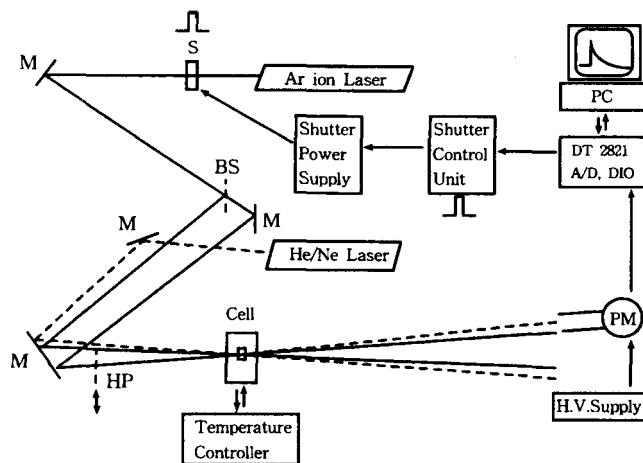 S
M
Ar ion Laser
PC
Shutter
Power
Supply
Shutter
Control
Unit
DT 2821
A/D, DIO
BS
M
M
He/Ne Laser
Cell
PM
M
HP
H.V.Supply
Temperature
Controller